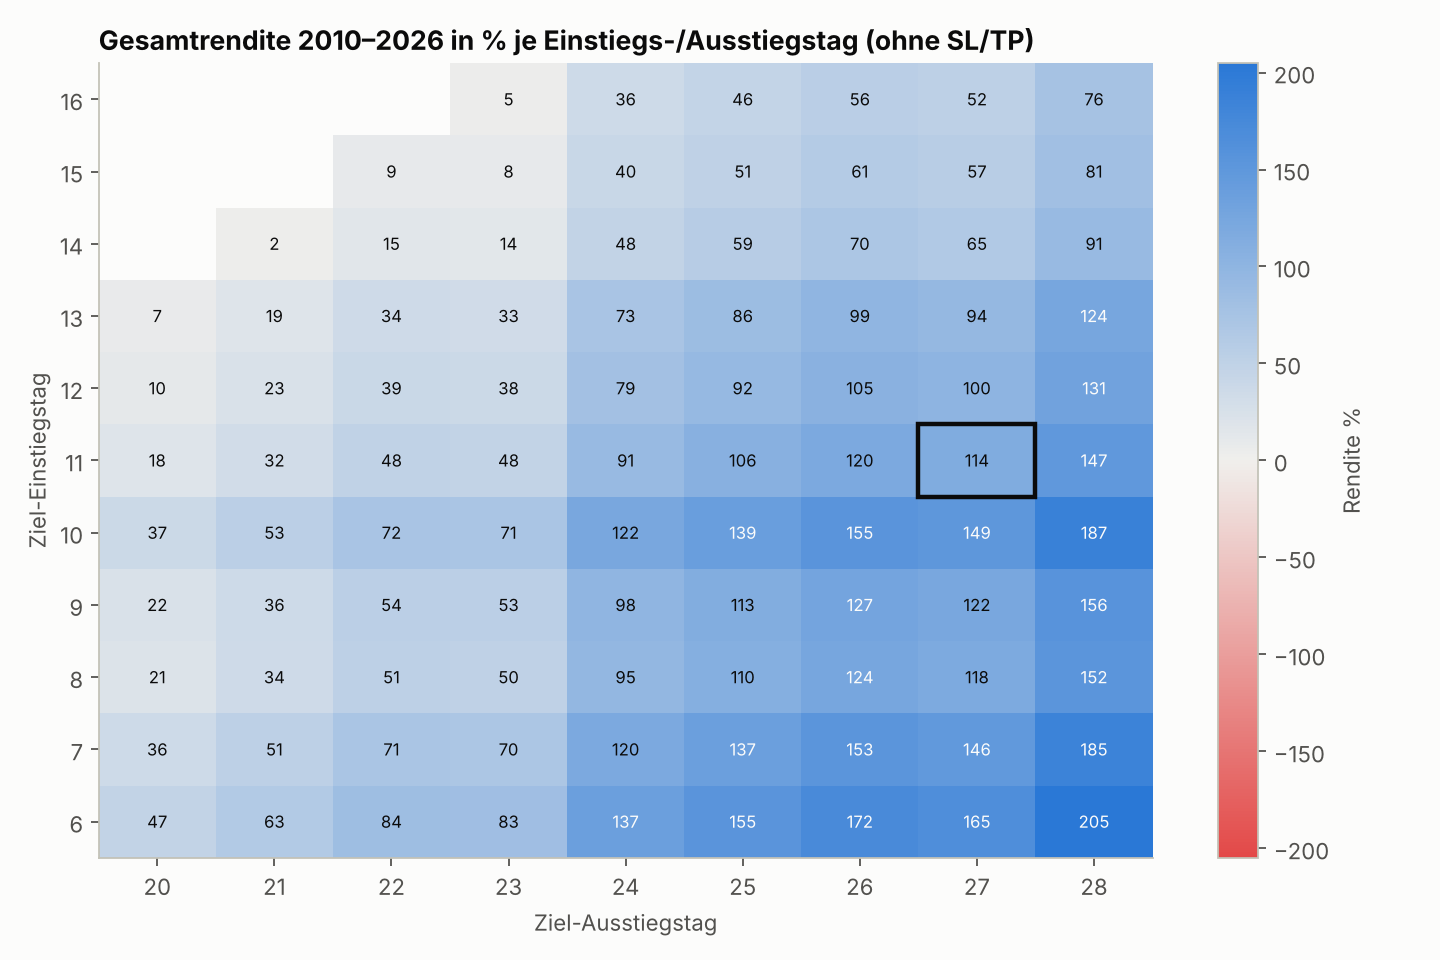 Gesamtrendite 2010–2026 in % je Einstiegs-/Ausstiegstag (ohne SL/TP)
16 5 36 46 56 52 76
15 9 8 40 51 61 57 81
14 2 15 14 48 59 70 65 91
13 7 19 34 33 73 86 99 94 124
12 10 23 39 38 79 92 105 100 131
11 18 32 48 48 91 106 120 114 147
10 37 53 72 71 122 139 155 149 187
9 22 36 54 53 98 113 127 122 156
8 21 34 51 50 95 110 124 118 152
7 36 51 71 70 120 137 153 146 185
6 47 63 84 83 137 155 172 165 205
20 21 22 23 24 25 26 27 28
Ziel-Ausstiegstag
Ziel-Einstiegstag
200
150
100
50
0
−50
−100
−150
−200
Rendite %